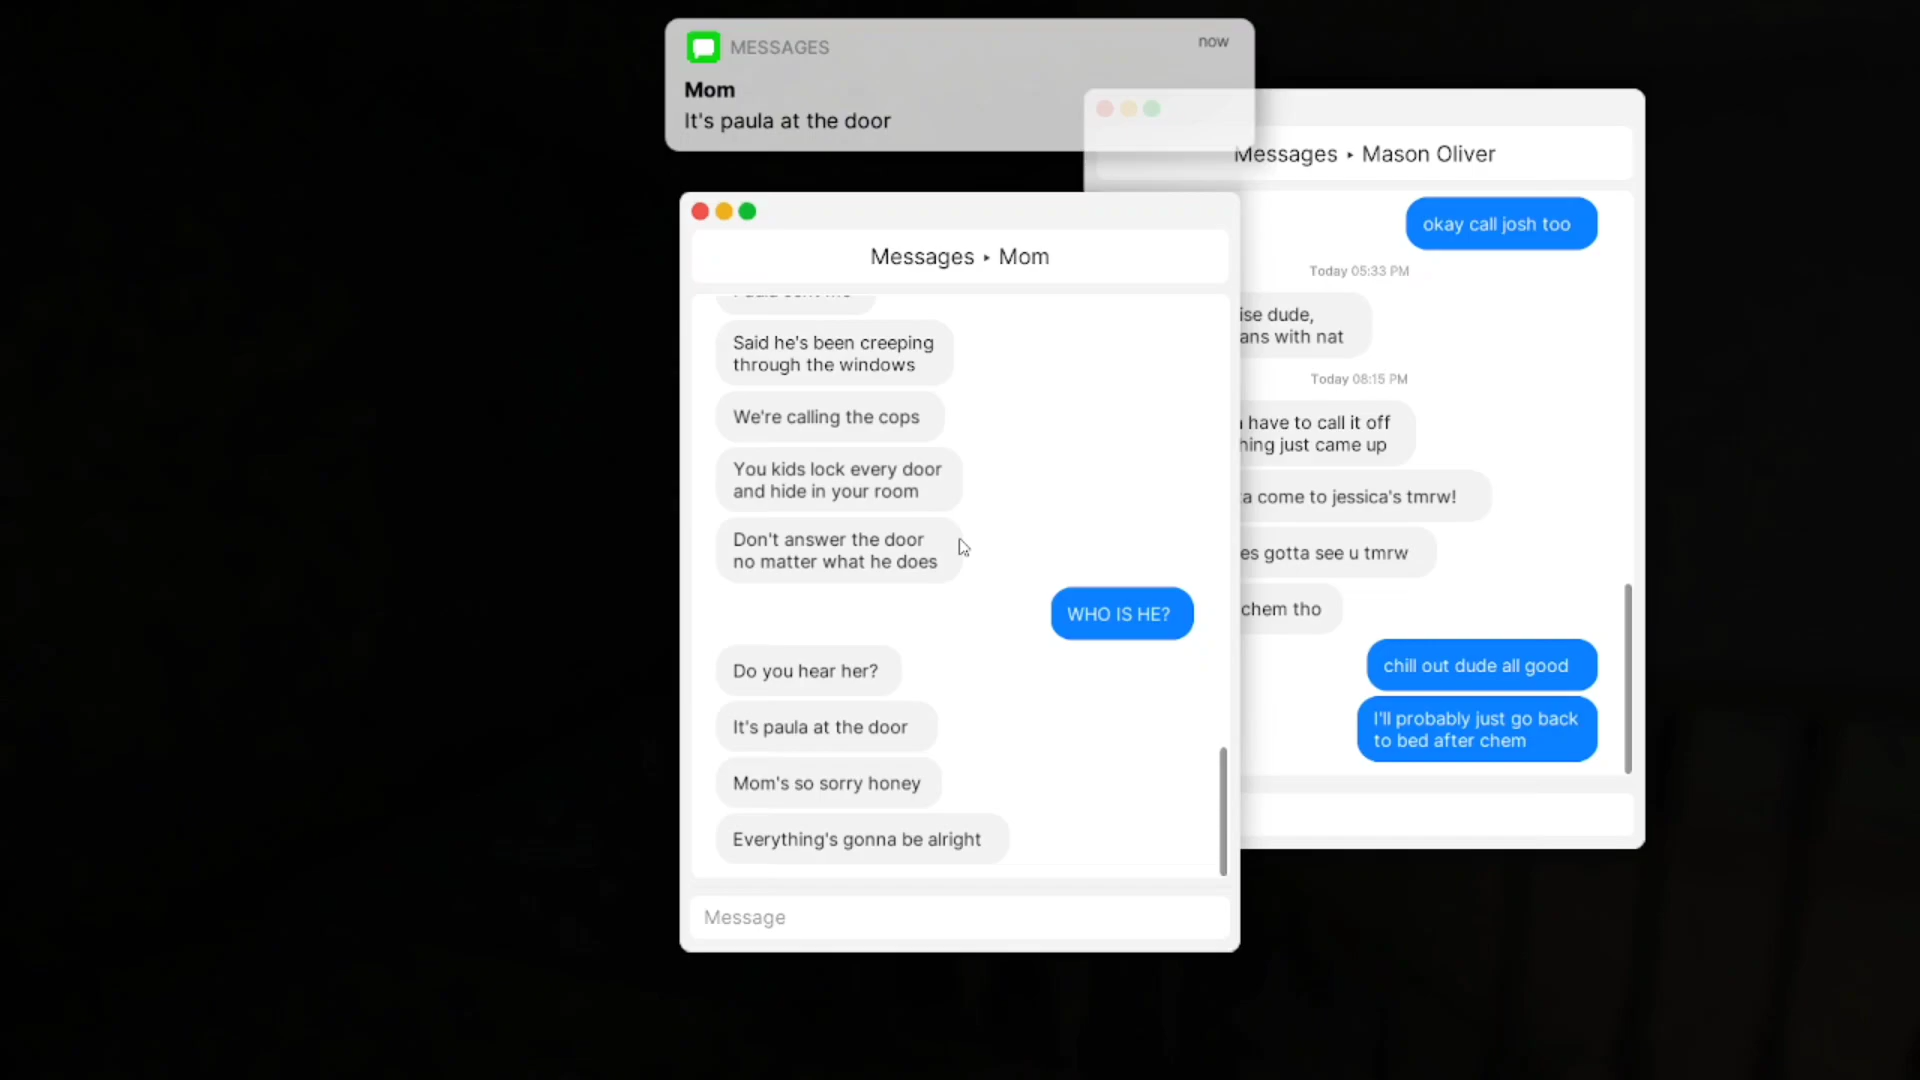 MESSAGES
now
Mom
It's paula at the door
Messages ▸ Mom
Said he's been creeping
through the windows
We're calling the cops
You kids lock every door
and hide in your room
Don't answer the door
no matter what he does
WHO IS HE?
Do you hear her?
It's paula at the door
Mom's so sorry honey
Everything's gonna be alright
Message
Messages ▸ Mason Oliver
okay call josh too
Today 05:33 PM
dude,
with nat
Today 08:15 PM
have to call it off
just came up
come to jessica's tmrw!
gotta see u tmrw
chem tho
chill out dude all good
I'll probably just go back
to bed after chem